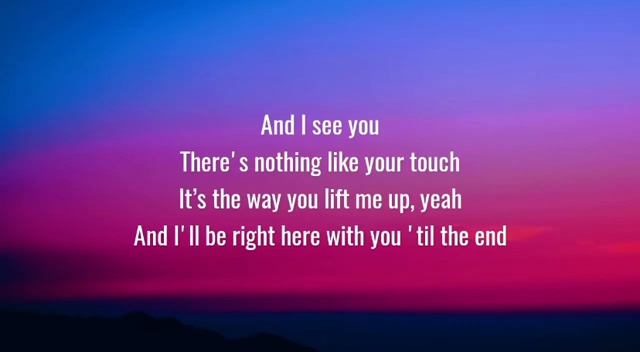 And I see you
There's nothing like your touch
It’s the way you lift me up, yeah
And I'll be right here with you 'til the end